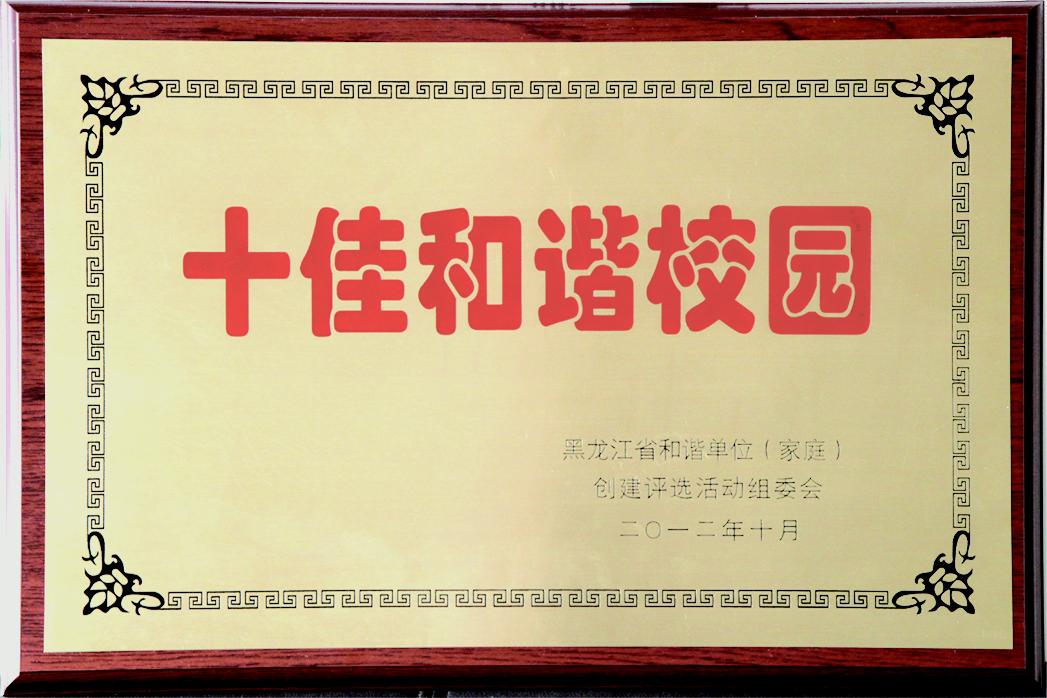 十佳和谐校园
黑龙江省和谐单位（家庭）
创建评选活动组委会
二〇一二年十月